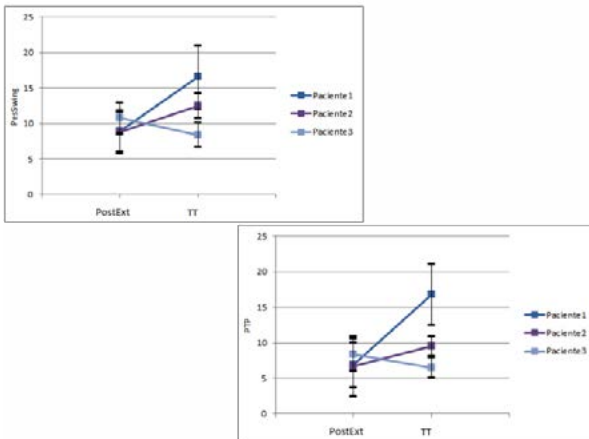 25
20
15
10
5
0
PesSwing
PostExt TT
Paciente1
Paciente2
Paciente3
25
20
15
10
5
0
PTP
PostExt TT
Paciente1
Paciente2
Paciente3